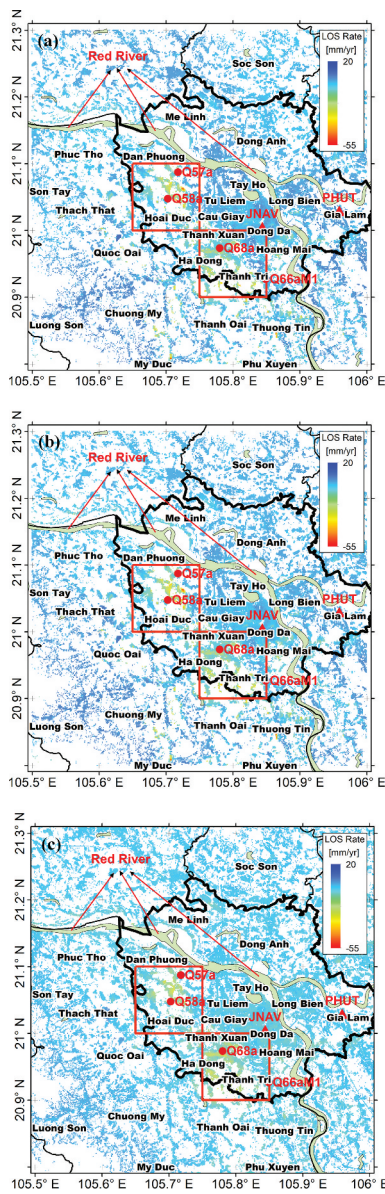 21.3° N
(a)
LOS Rate
[mm/yr]
20
-55
Red River
Soc Son
21.2° N
Me Linh
Phuc Tho
Dong Anh
21.1° N
Dan Phuong
Q57a
Son Tay
Tay Ho
PHUT
Q58a
Tu Liem
Long Bien
Thach That
Hoai Duc
Cau Giay
JNAV
Gia Lam
21° N
Thanh Xuan
Dong Da
Quoc Oai
Q68a
Hoang Mai
Ha Dong
Thanh Tri
Q66aM1
20.9° N
Luong Son
Chuong My
Thanh Oai
Thuong Tin
My Duc
Phu Xuyen
105.5° E 105.6° E 105.7° E 105.8° E 105.9° E 106° E
21.3° N
(b)
LOS Rate
[mm/yr]
20
-55
Red River
Soc Son
21.2° N
Me Linh
Phuc Tho
Dong Anh
21.1° N
Dan Phuong
Q57a
Son Tay
Tay Ho
PHUT
Q58a
Tu Liem
Long Bien
Thach That
Hoai Duc
Cau Giay
JNAV
Gia Lam
21° N
Thanh Xuan
Dong Da
Quoc Oai
Q68a
Hoang Mai
Ha Dong
Thanh Tri
Q66aM1
20.9° N
Luong Son
Chuong My
Thanh Oai
Thuong Tin
My Duc
Phu Xuyen
105.5° E 105.6° E 105.7° E 105.8° E 105.9° E 106° E
21.3° N
(c)
LOS Rate
[mm/yr]
20
-55
Red River
Soc Son
21.2° N
Me Linh
Phuc Tho
Dong Anh
21.1° N
Dan Phuong
Q57a
Son Tay
Tay Ho
PHUT
Q58a
Tu Liem
Long Bien
Thach That
Hoai Duc
Cau Giay
JNAV
Gia Lam
21° N
Thanh Xuan
Dong Da
Quoc Oai
Q68a
Hoang Mai
Ha Dong
Thanh Tri
Q66aM1
20.9° N
Chuong My
Luong Son
Thanh Oai
Thuong Tin
My Duc
Phu Xuyen
105.5° E 105.6° E 105.7° E 105.8° E 105.9° E 106° E